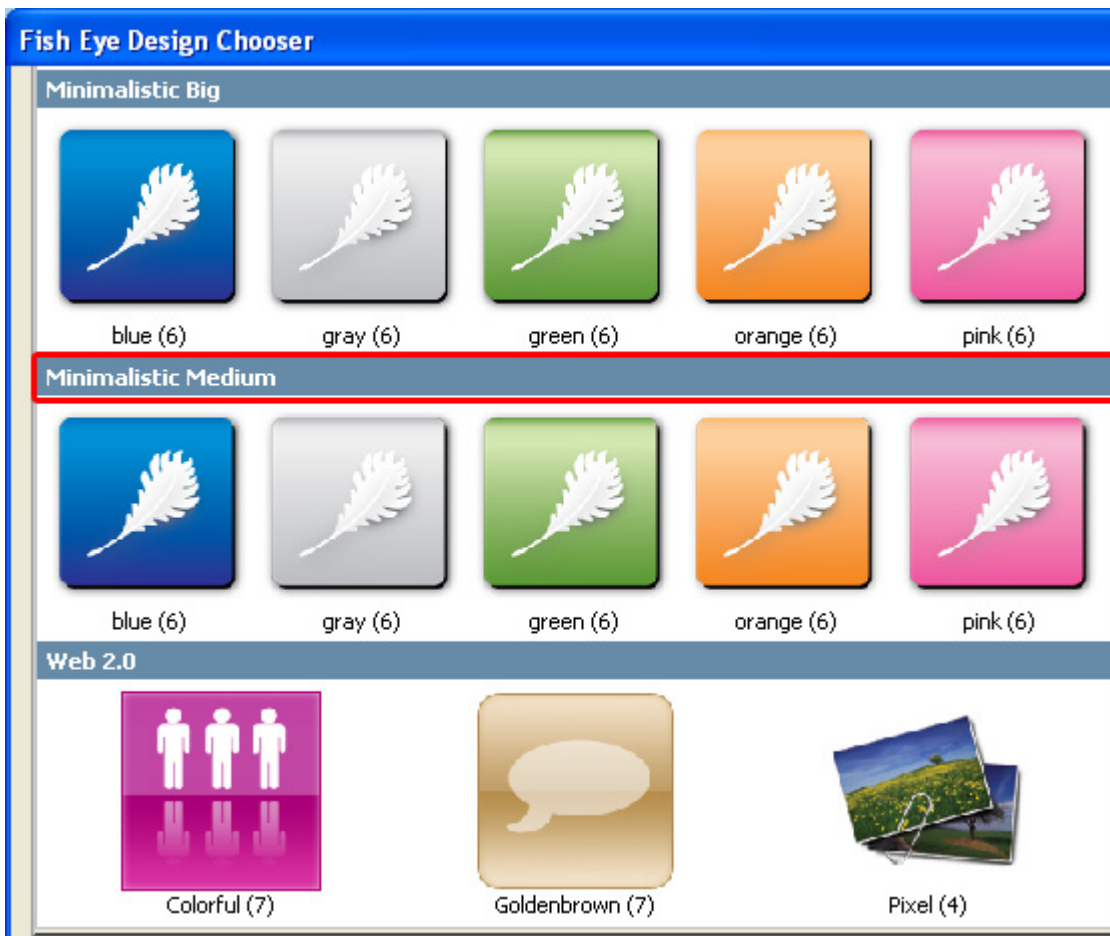 Fish Eye Design Chooser
Minimalistic Big
blue (6) gray (6) green (6) orange (6) pink (6)
Minimalistic Medium
blue (6) gray (6) green (6) orange (6) pink (6)
Web 2.0
Colorful (7) Goldenbrown (7) Pixel (4)